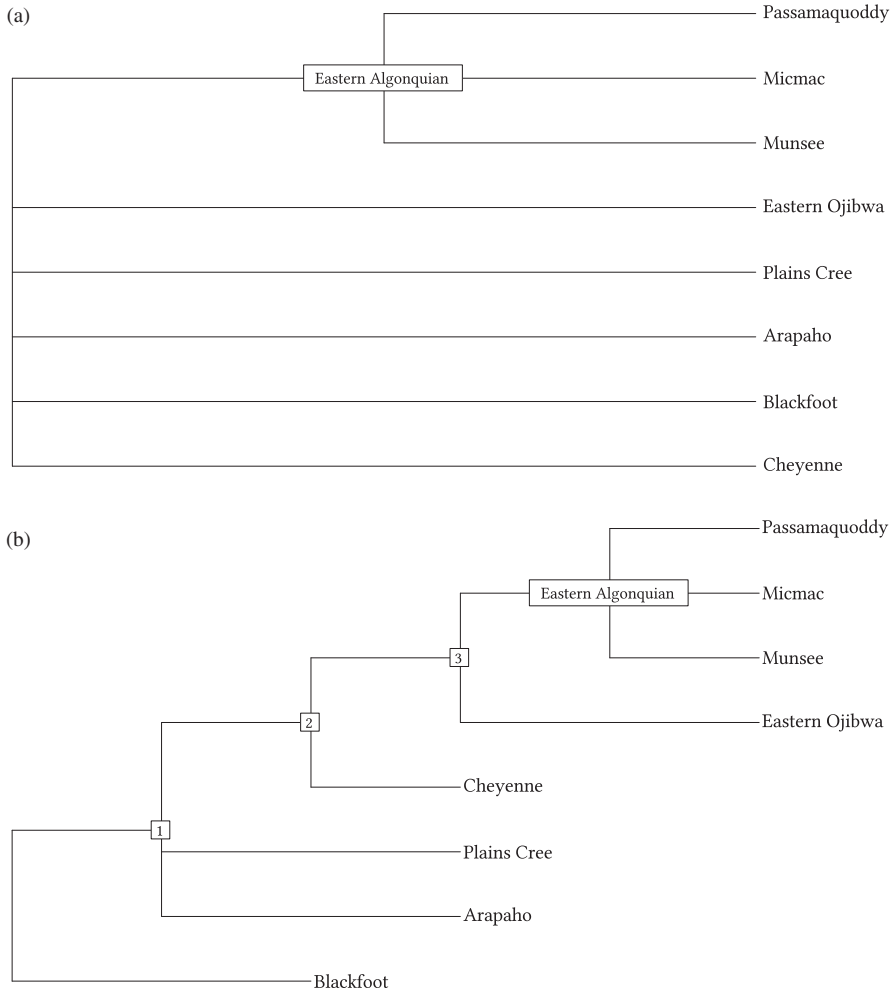 (a)
Passamaquoddy
Eastern Algonquian
Micmac
Munsee
Eastern Ojibwa
Plains Cree
Arapaho
Blackfoot
Cheyenne
(b)
Passamaquoddy
Eastern Algonquian
Micmac
3
Munsee
2
Eastern Ojibwa
Cheyenne
1
Plains Cree
Arapaho
Blackfoot